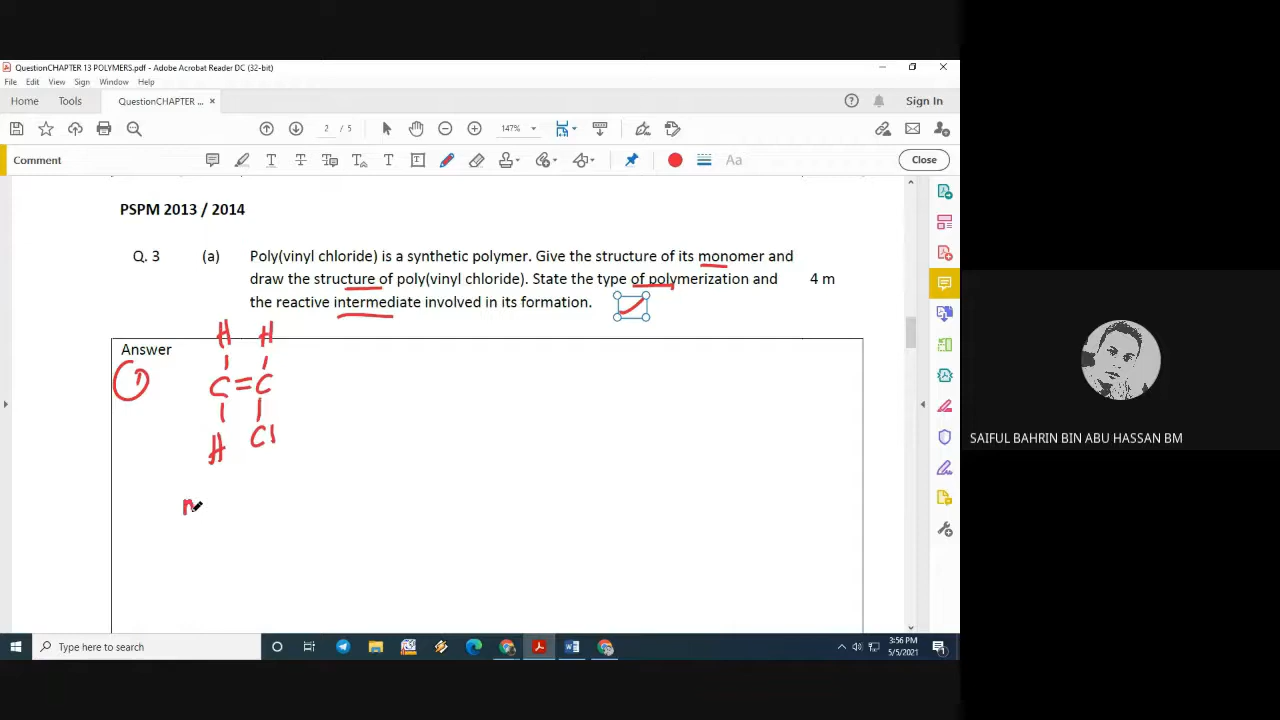 QuestionCHAPTER 13 POLYMERS.pdf - Adobe Acrobat Reader DC (32-bit)
File Edit View Sign Window Help
Home Tools QuestionCHAPTER ... × Sign In
2 / 5 147%
Comment Aa Close
PSPM 2013 / 2014
Q. 3 (a) Poly(vinyl chloride) is a synthetic polymer. Give the structure of its monomer and
draw the structure of poly(vinyl chloride). State the type of polymerization and 4 m
the reactive intermediate involved in its formation.
H H
Answer
1 C=C
H Cl
n
SAIFUL BAHRIN BIN ABU HASSAN BM
Type here to search
3:56 PM
5/5/2021